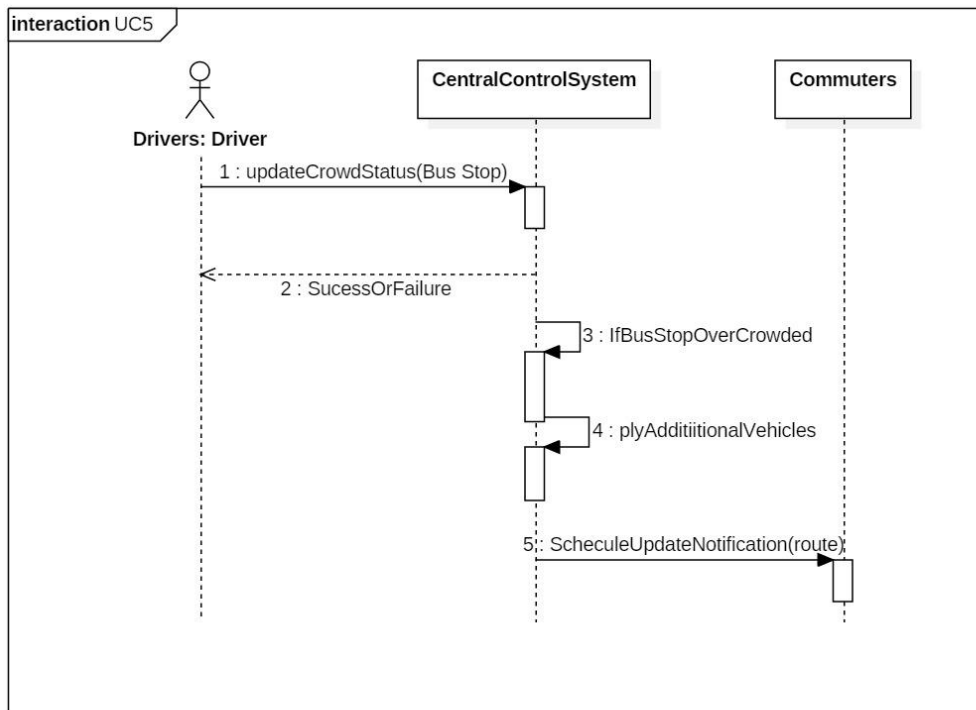 interaction UC5
CentralControlSystem
Commuters
Drivers: Driver
1 : updateCrowdStatus(Bus Stop)
2 : SucessOrFailure
3 : IfBusStopOverCrowded
4 : plyAdditiitionalVehicles
5 : ScheculeUpdateNotification(route)